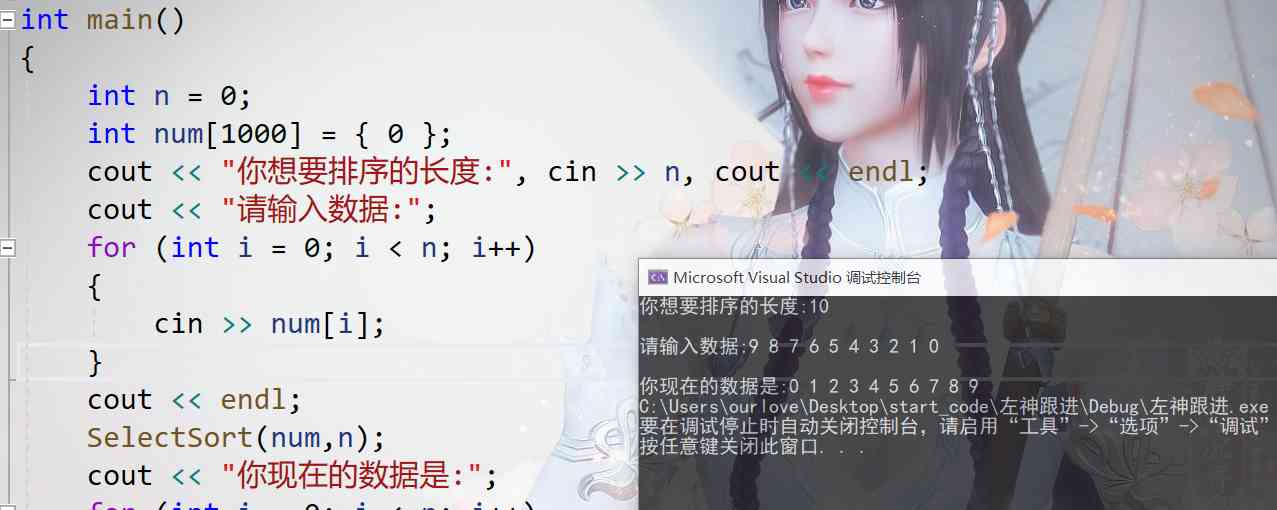 int main()
{
int n = 0;
int num[1000] = { 0 };
cout << "你想要排序的长度:", cin >> n, cout << endl;
cout << "请输入数据:";
for (int i = 0; i < n; i++)
{
cin >> num[i];
}
cout << endl;
SelectSort(num,n);
cout << "你现在的数据是:";
for (int i = 0; i < n; i++)
Microsoft Visual Studio 调试控制台
你想要排序的长度:10
请输入数据:9 8 7 6 5 4 3 2 1 0
你现在的数据是:0 1 2 3 4 5 6 7 8 9
C:\Users\ourlove\Desktop\start_code\左神跟进\Debug\左神跟进.exe
要在调试停止时自动关闭控制台，请启用“工具”->“选项”->“调试”
按任意键关闭此窗口. . .